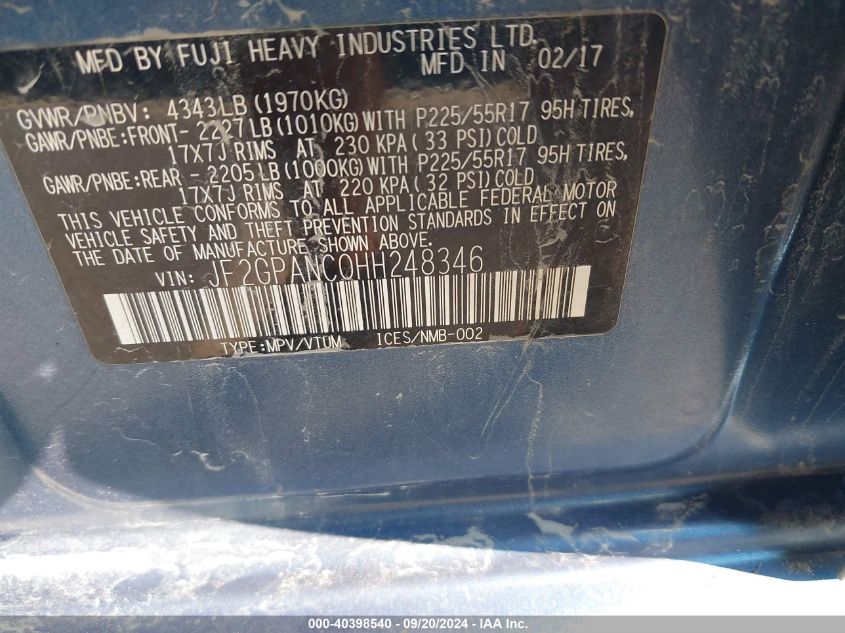 MFD BY FUJI HEAVY INDUSTRIES LTD.
MFD IN 02/17
GVWR/PNBV: 4343LB (1970KG)
GAWR/PNBE:FRONT- 2227LB (1010KG) WITH P225/55R17 95H TIRES,
17X7J RIMS AT 230 KPA (33 PSI) COLD
GAWR/PNBE:REAR - 2205LB (1000KG) WITH P225/55R17 95H TIRES,
17X7J RIMS AT 220 KPA (32 PSI) COLD
THIS VEHICLE CONFORMS TO ALL APPLICABLE FEDERAL MOTOR
VEHICLE SAFETY AND THEFT PREVENTION STANDARDS IN EFFECT ON
THE DATE OF MANUFACTURE SHOWN ABOVE.
VIN: JF2GPANC0HH248346
TYPE:MPV/VTUM ICES/NMB-002
000-40398540 - 09/20/2024 - IAA Inc.